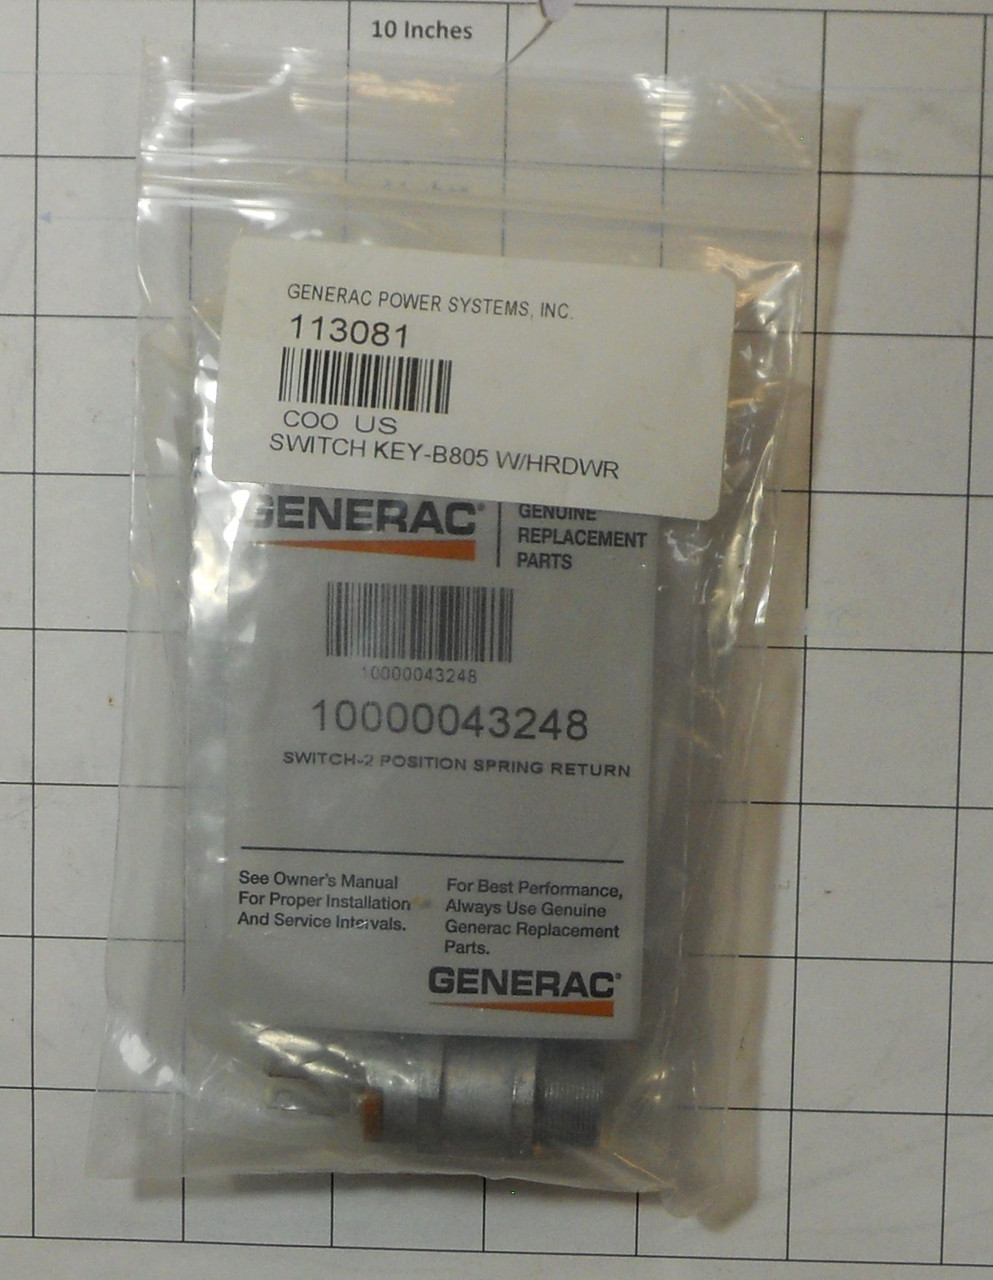 10 Inches
GENERAC POWER SYSTEMS, INC.
113081
COO US
SWITCH KEY-B805 W/HRDWR
GENERAC®
GENUINE
REPLACEMENT
PARTS
10000043248
10000043248
SWITCH-2 POSITION SPRING RETURN
See Owner's Manual
For Proper Installation
And Service Intervals.
For Best Performance,
Always Use Genuine
Generac Replacement
Parts.
GENERAC®